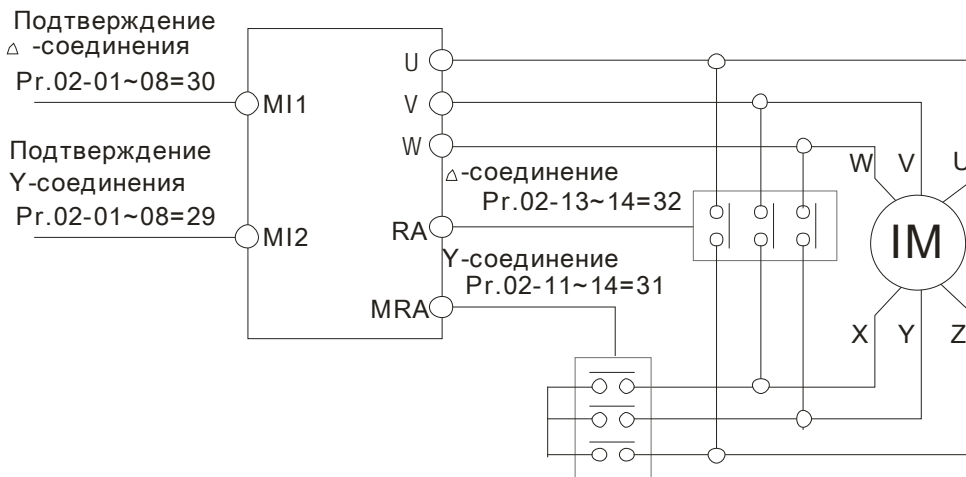 Подтверждение
△ -соединения
Pr.02-01~08=30
MI1
Подтверждение
Y-соединения
Pr.02-01~08=29
MI2
U
V
W
RA
MRA
△-соединение
Pr.02-13~14=32
Y-соединение
Pr.02-11~14=31
W V U
IM
X Y Z